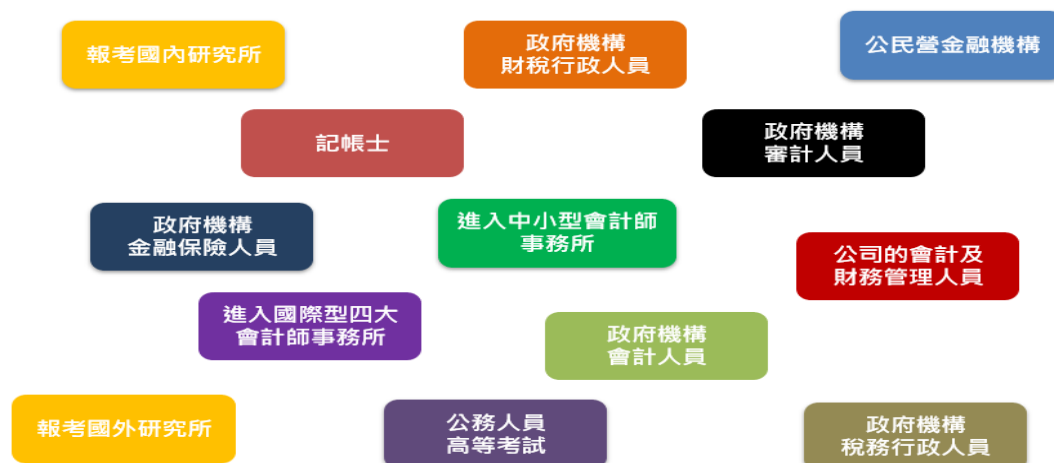 報考國內研究所
政府機構
財稅行政人員
公民營金融機構
記帳士
政府機構
審計人員
政府機構
金融保險人員
進入中小型會計師
事務所
公司的會計及
財務管理人員
進入國際型四大
會計師事務所
政府機構
會計人員
報考國外研究所
公務人員
高等考試
政府機構
稅務行政人員